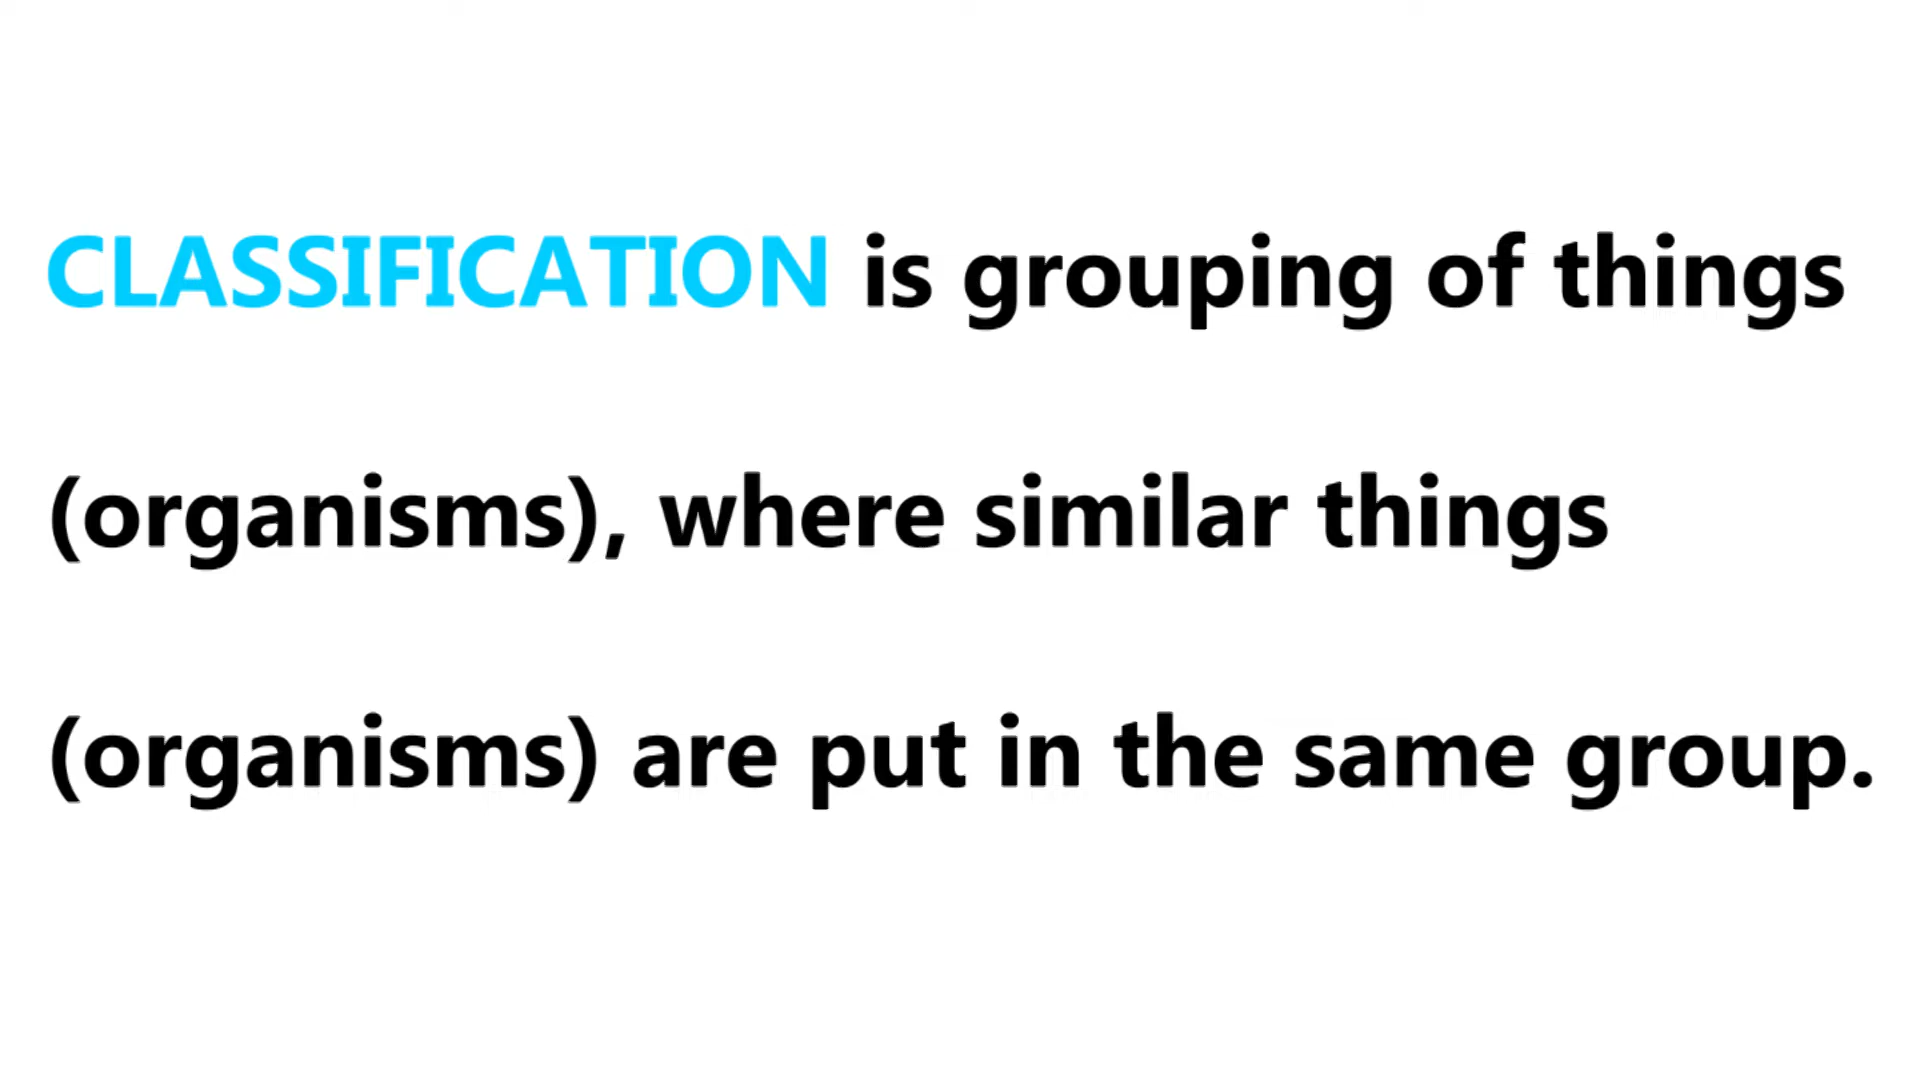 CLASSIFICATION is grouping of things
(organisms), where similar things
(organisms) are put in the same group.